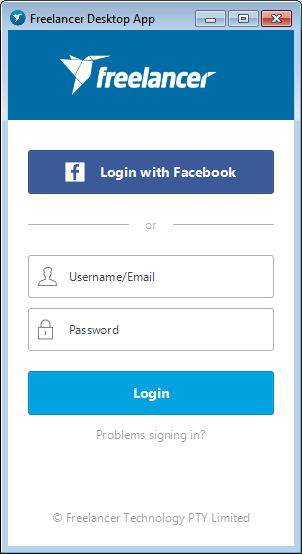 Freelancer Desktop App
freelancer
Login with Facebook
or
Username/Email
Password
Login
Problems signing in?
© Freelancer Technology PTY Limited